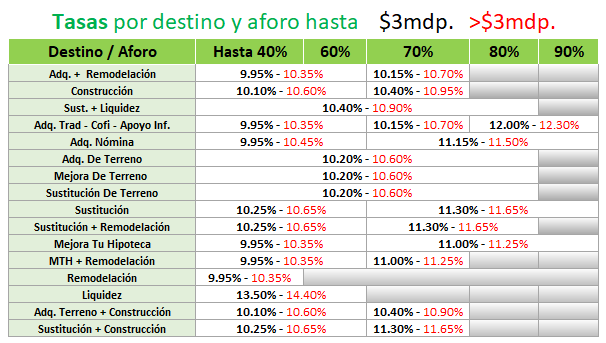 Tasas por destino y aforo hasta $3mdp. >$3mdp.
Destino / Aforo Hasta 40% 60% 70% 80% 90%
Adq. + Remodelación 9.95% - 10.35% 10.15% - 10.70%
Construcción 10.10% - 10.60% 10.40% - 10.95%
Sust. + Liquidez 10.40% - 10.90%
Adq. Trad - Cofi - Apoyo Inf. 9.95% - 10.35% 10.15% - 10.70% 12.00% - 12.30%
Adq. Nómina 9.95% - 10.45% 11.15% - 11.50%
Adq. De Terreno 10.20% - 10.60%
Mejora De Terreno 10.20% - 10.60%
Sustitución De Terreno 10.20% - 10.60%
Sustitución 10.25% - 10.65% 11.30% - 11.65%
Sustitución + Remodelación 10.25% - 10.65% 11.30% - 11.65%
Mejora Tu Hipoteca 9.95% - 10.35% 11.00% - 11.25%
MTH + Remodelación 9.95% - 10.35% 11.00% - 11.25%
Remodelación 9.95% - 10.35%
Liquidez 13.50% - 14.40%
Adq. Terreno + Construcción 10.10% - 10.60% 10.40% - 10.90%
Sustitución + Construcción 10.25% - 10.65% 11.30% - 11.65%